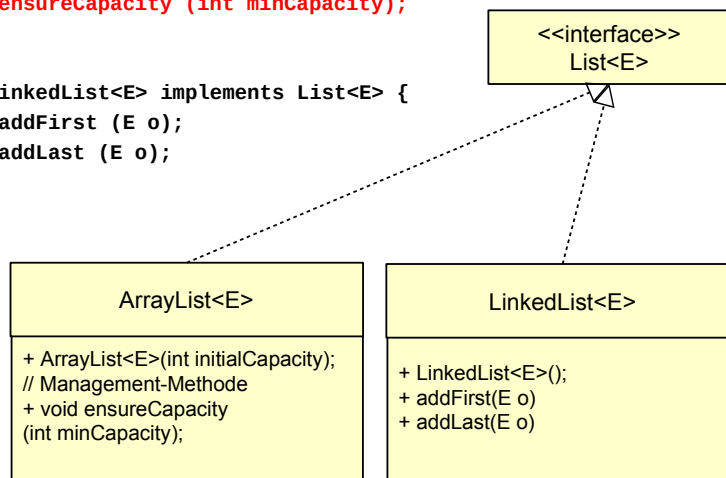 ensureCapacity (int minCapacity);
<<interface>>
List<E>
inkedList<E> implements List<E> {
addFirst (E o);
addLast (E o);
ArrayList<E>
+ ArrayList<E>(int initialCapacity);
// Management-Methode
+ void ensureCapacity
(int minCapacity);
LinkedList<E>
+ LinkedList<E>();
+ addFirst(E o)
+ addLast(E o)